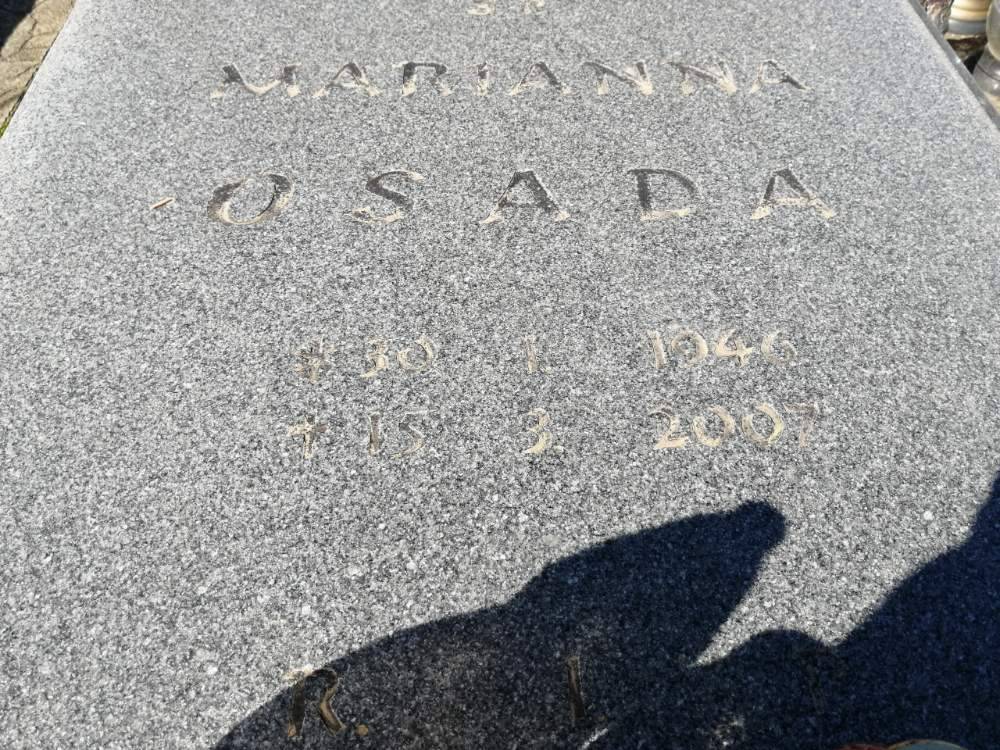 MARIANNA
OSADA
* 30 1. 1946
† 15 3. 2007
R. I